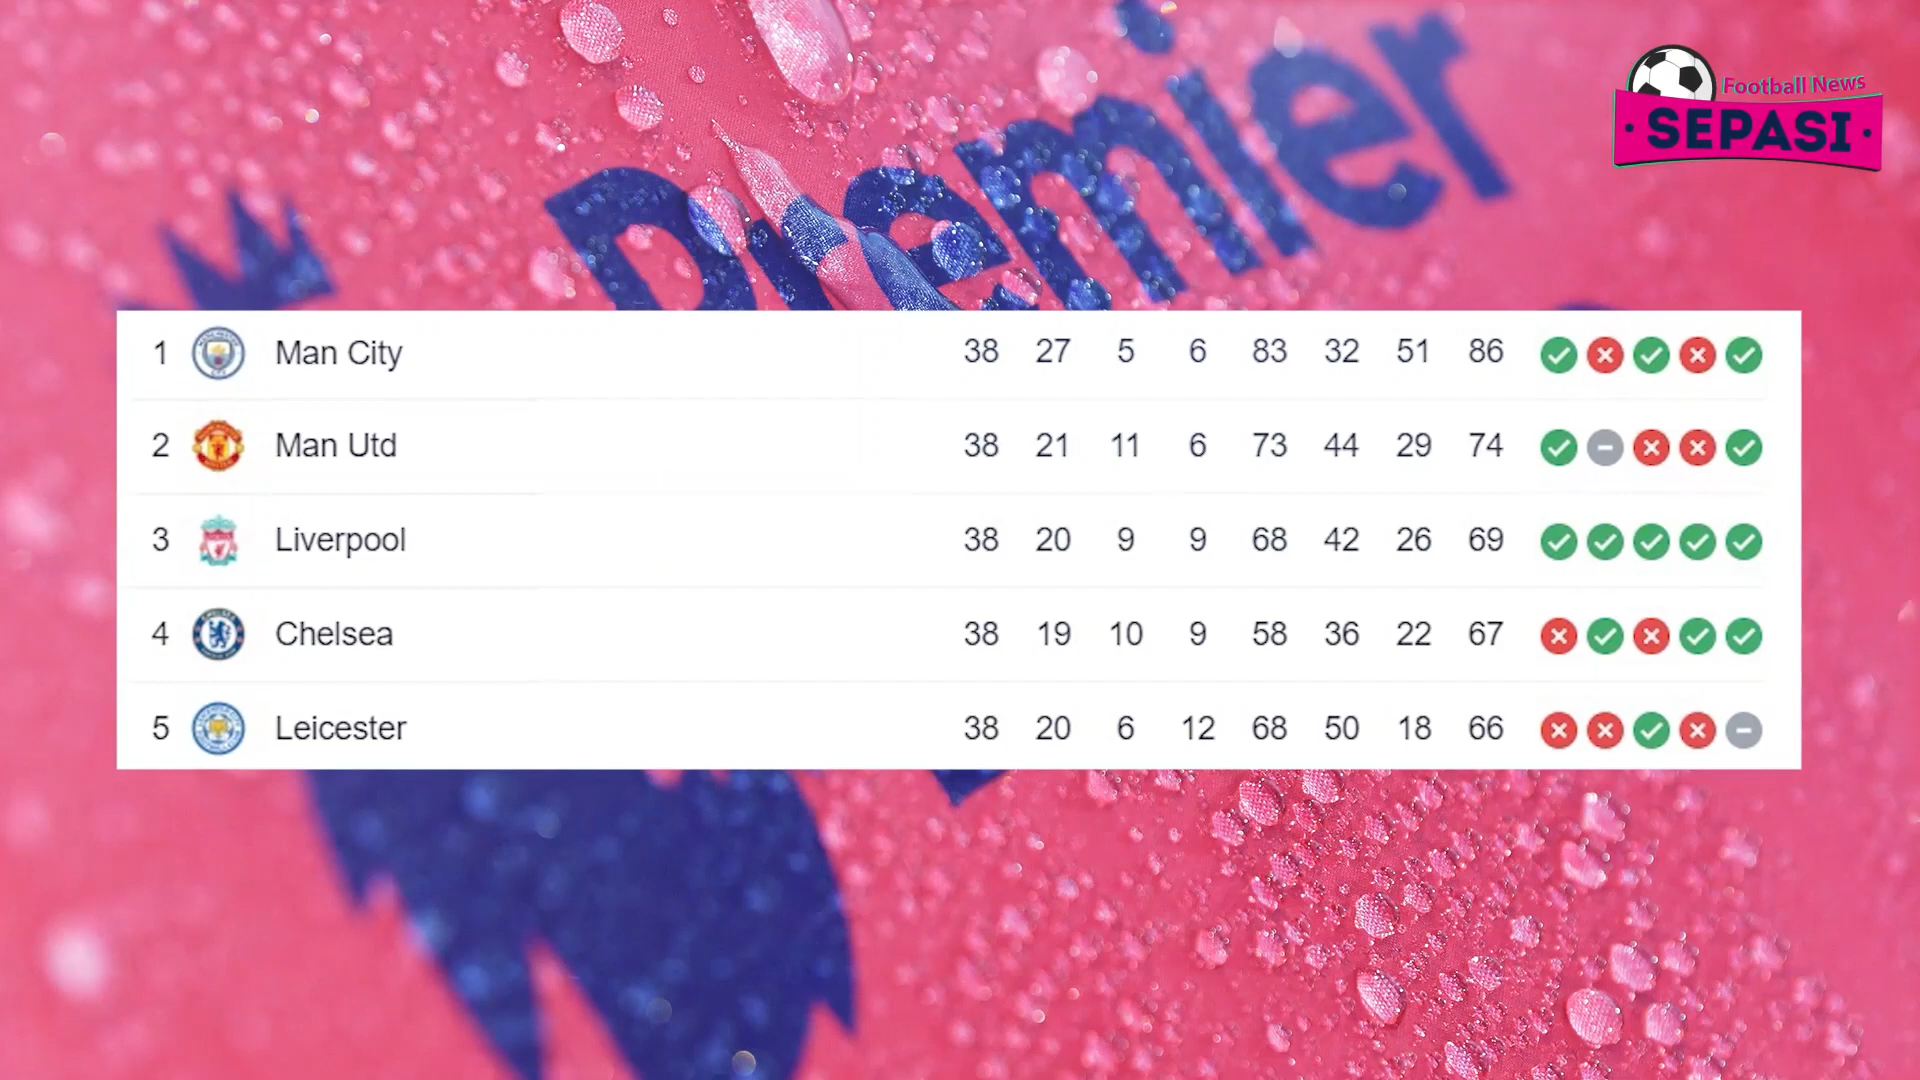 Premier
Football News
SEPASI
1 Man City 38 27 5 6 83 32 51 86
2 Man Utd 38 21 11 6 73 44 29 74
3 Liverpool 38 20 9 9 68 42 26 69
4 Chelsea 38 19 10 9 58 36 22 67
5 Leicester 38 20 6 12 68 50 18 66